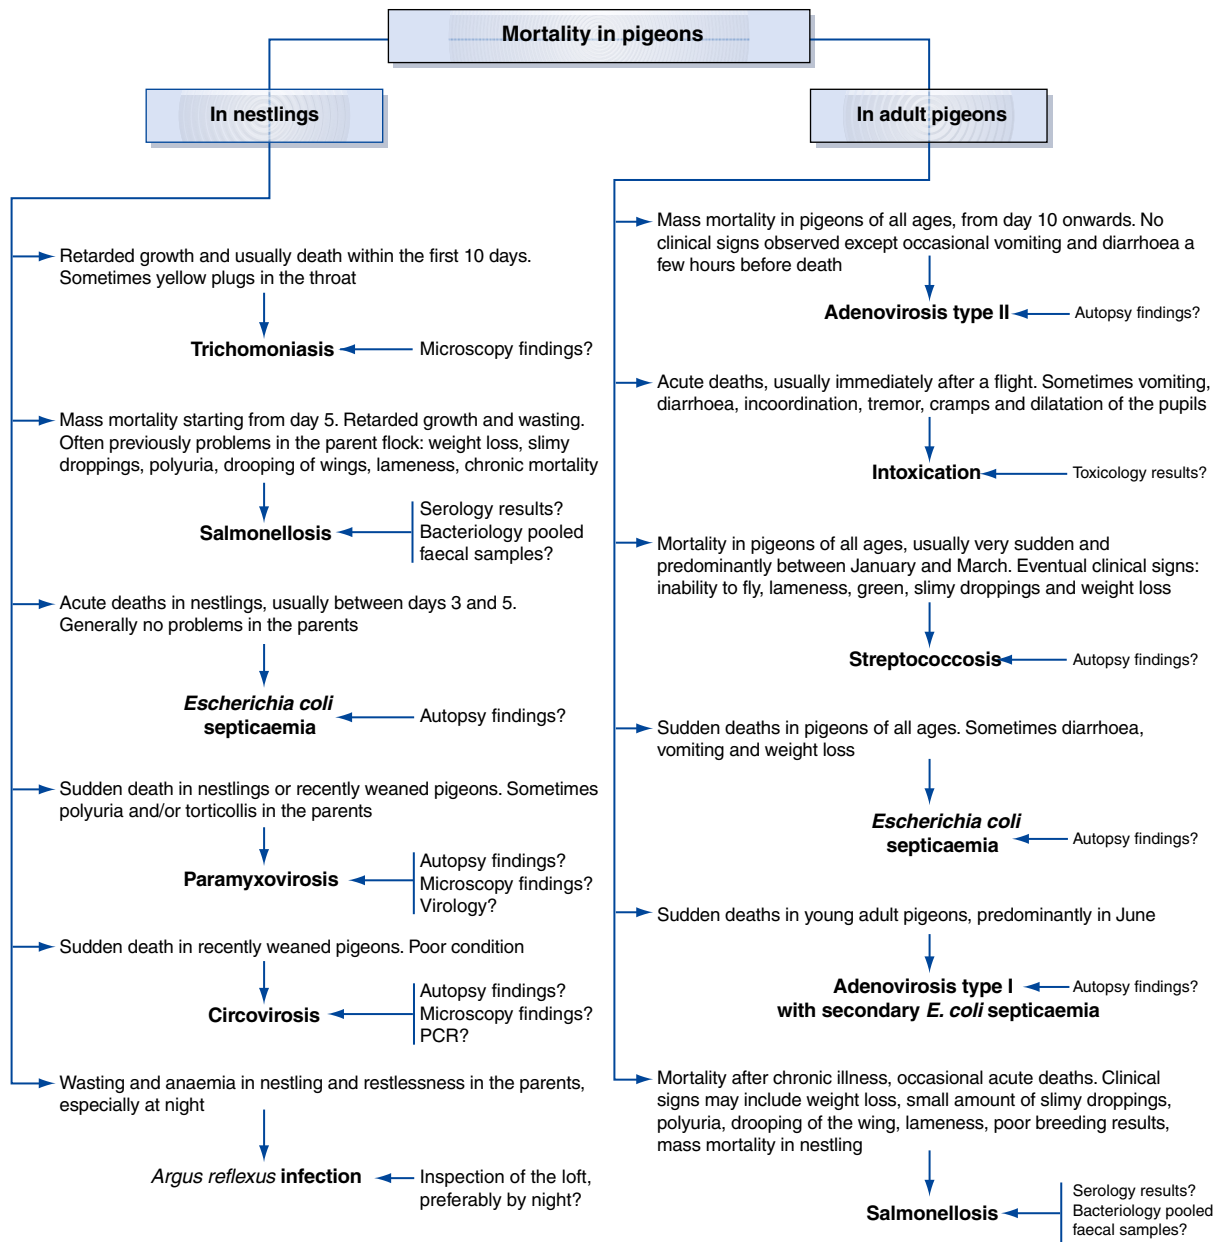 Mortality in pigeons
In nestlings
Retarded growth and usually death within the first 10 days.
Sometimes yellow plugs in the throat
Trichomoniasis
Microscopy findings?
Mass mortality starting from day 5. Retarded growth and wasting.
Often previously problems in the parent flock: weight loss, slimy
droppings, polyuria, drooping of wings, lameness, chronic mortality
Salmonellosis
Serology results?
Bacteriology pooled
faecal samples?
Acute deaths in nestlings, usually between days 3 and 5.
Generally no problems in the parents
Escherichia coli
septicaemia
Autopsy findings?
Sudden death in nestlings or recently weaned pigeons. Sometimes
polyuria and/or torticollis in the parents
Paramyxovirosis
Autopsy findings?
Microscopy findings?
Virology?
Sudden death in recently weaned pigeons. Poor condition
Circovirosis
Autopsy findings?
Microscopy findings?
PCR?
Wasting and anaemia in nestling and restlessness in the parents,
especially at night
Argus reflexus infection
Inspection of the loft,
preferably by night?
In adult pigeons
Mass mortality in pigeons of all ages, from day 10 onwards. No
clinical signs observed except occasional vomiting and diarrhoea a
few hours before death
Adenovirosis type II
Autopsy findings?
Acute deaths, usually immediately after a flight. Sometimes vomiting,
diarrhoea, incoordination, tremor, cramps and dilatation of the pupils
Intoxication
Toxicology results?
Mortality in pigeons of all ages, usually very sudden and
predominantly between January and March. Eventual clinical signs:
inability to fly, lameness, green, slimy droppings and weight loss
Streptococcosis
Autopsy findings?
Sudden deaths in pigeons of all ages. Sometimes diarrhoea,
vomiting and weight loss
Escherichia coli
septicaemia
Autopsy findings?
Sudden deaths in young adult pigeons, predominantly in June
Adenovirosis type I
with secondary E. coli septicaemia
Autopsy findings?
Mortality after chronic illness, occasional acute deaths. Clinical
signs may include weight loss, small amount of slimy droppings,
polyuria, drooping of the wing, lameness, poor breeding results,
mass mortality in nestling
Salmonellosis
Serology results?
Bacteriology pooled
faecal samples?